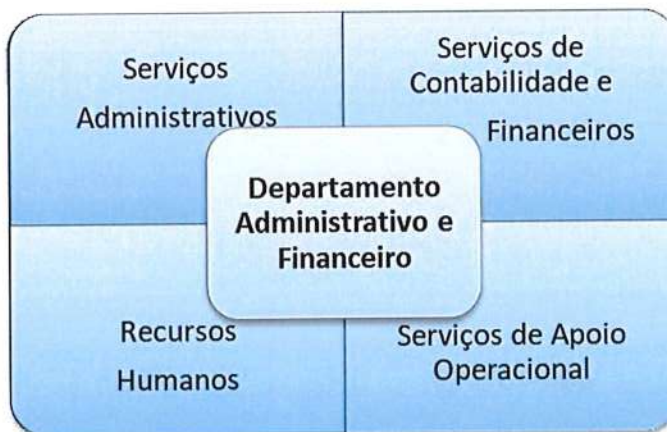 Serviços
Administrativos
Serviços de
Contabilidade e
Financeiros
Departamento
Administrativo e
Financeiro
Recursos
Humanos
Serviços de Apoio
Operacional